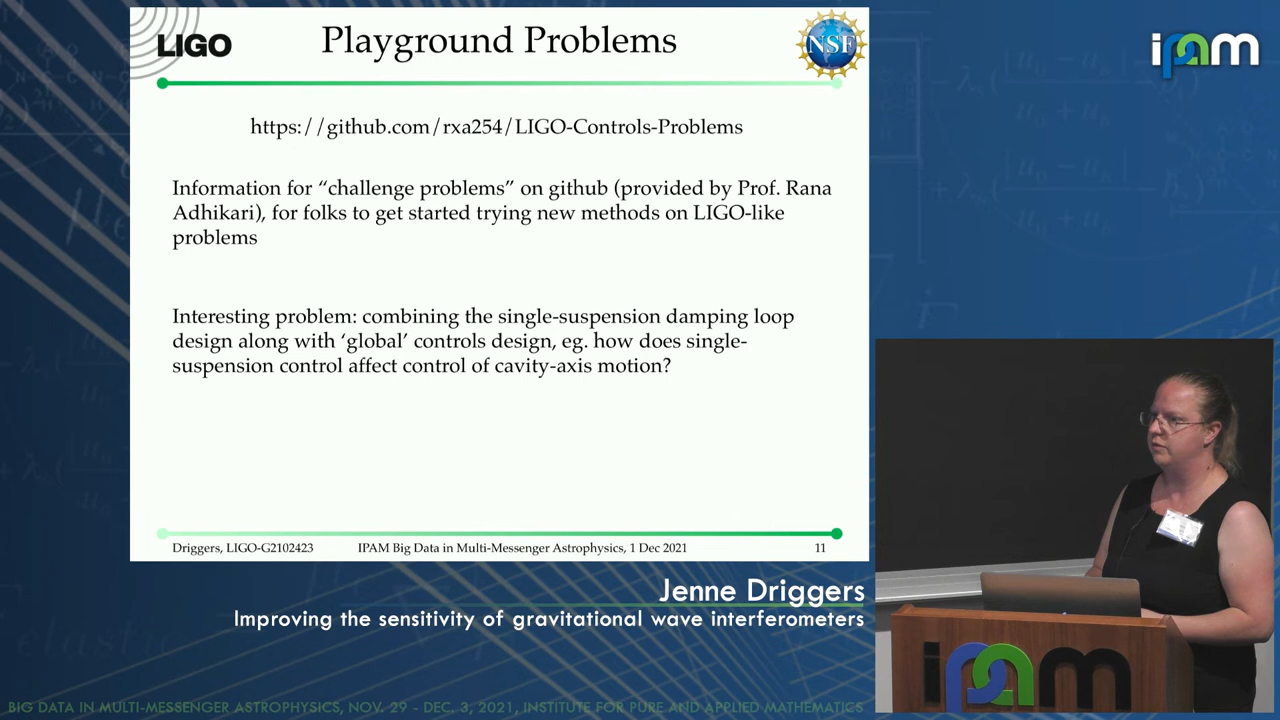 LIGO
Playground Problems
NSF
ipam
https://github.com/rxa254/LIGO-Controls-Problems
Information for “challenge problems” on github (provided by Prof. Rana
Adhikari), for folks to get started trying new methods on LIGO-like
problems
Interesting problem: combining the single-suspension damping loop
design along with ‘global’ controls design, eg. how does single-
suspension control affect control of cavity-axis motion?
Driggers, LIGO-G2102423
IPAM Big Data in Multi-Messenger Astrophysics, 1 Dec 2021
11
Jenne Driggers
Improving the sensitivity of gravitational wave interferometers
ipam
BIG DATA IN MULTI-MESSENGER ASTROPHYSICS, NOV. 29 - DEC. 3, 2021, INSTITUTE FOR PURE AND APPLIED MATHEMATICS